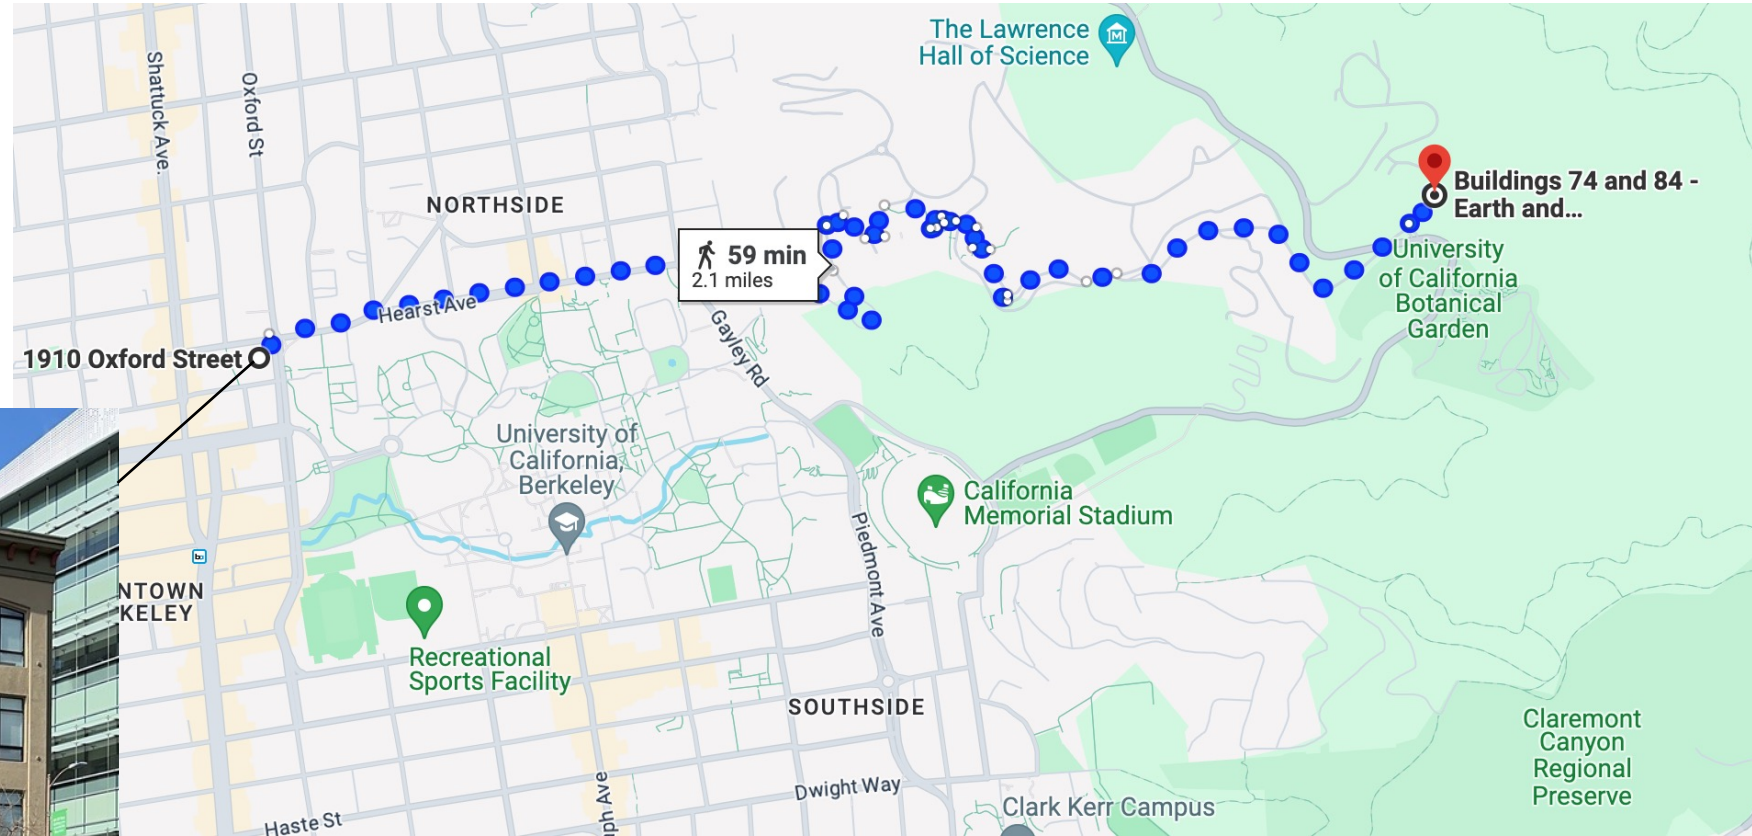 The Lawrence
Hall of Science
Shattuck Ave.
Oxford St
NORTHSIDE
Buildings 74 and 84 -
Earth and...
59 min
2.1 miles
University
of California
Botanical
Garden
Hearst Ave
Gayley Rd
1910 Oxford Street
University of
California,
Berkeley
California
Memorial Stadium
Piedmont Ave
NTOWN
KELEY
Recreational
Sports Facility
SOUTHSIDE
Claremont
Canyon
Regional
Preserve
Dwight Way
ph Ave
Haste St
Clark Kerr Campus